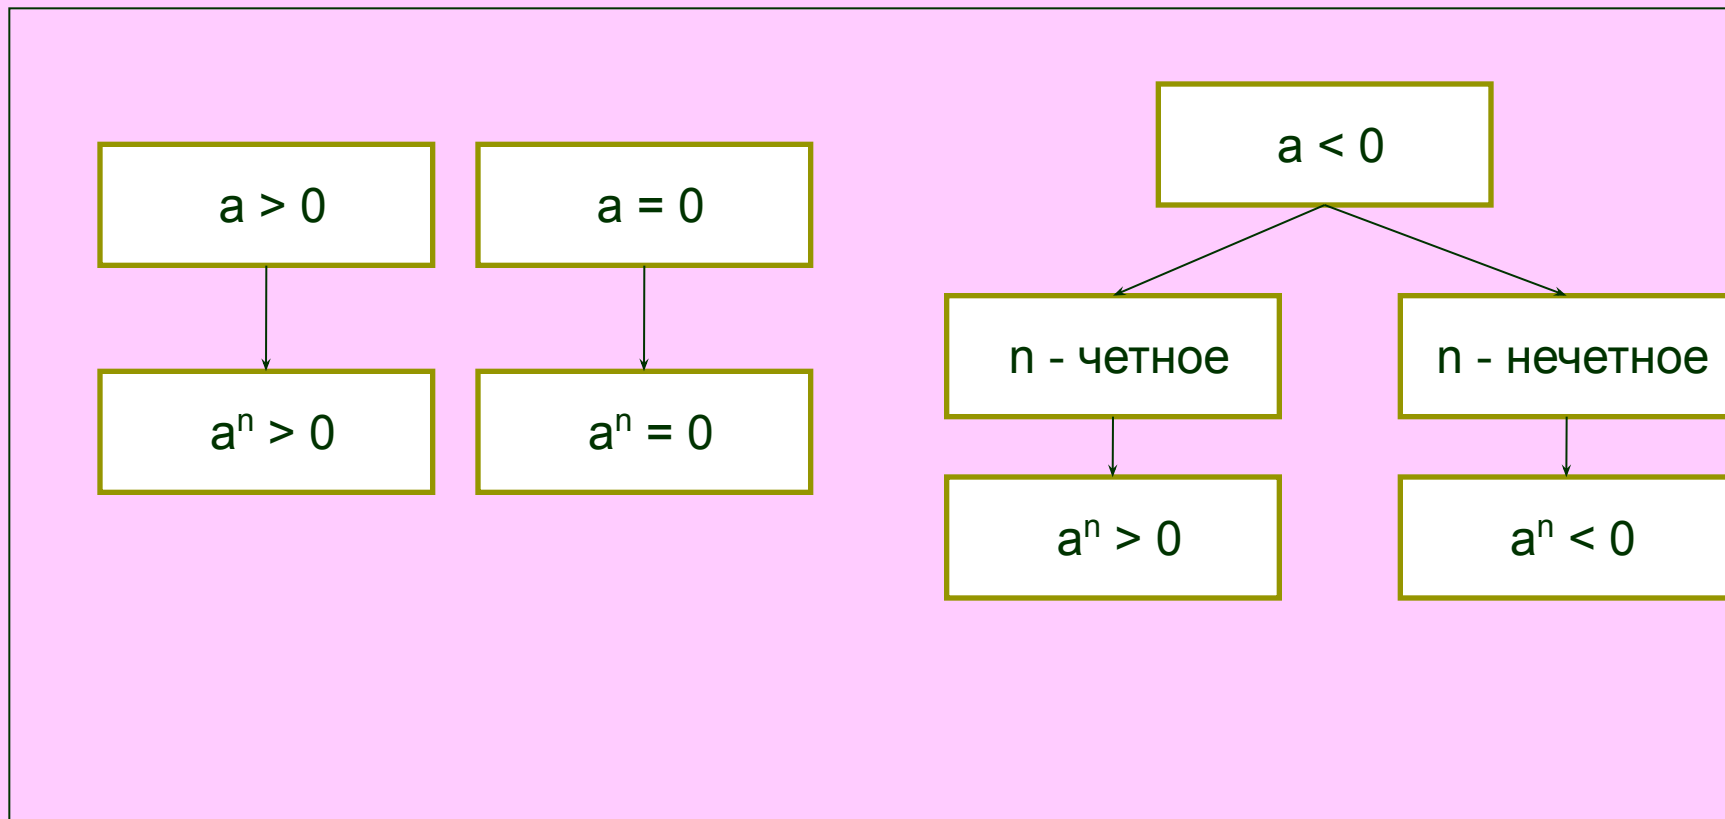 a > 0
a = 0
a < 0
aⁿ > 0
aⁿ = 0
n - четное
n - нечетное
aⁿ > 0
aⁿ < 0